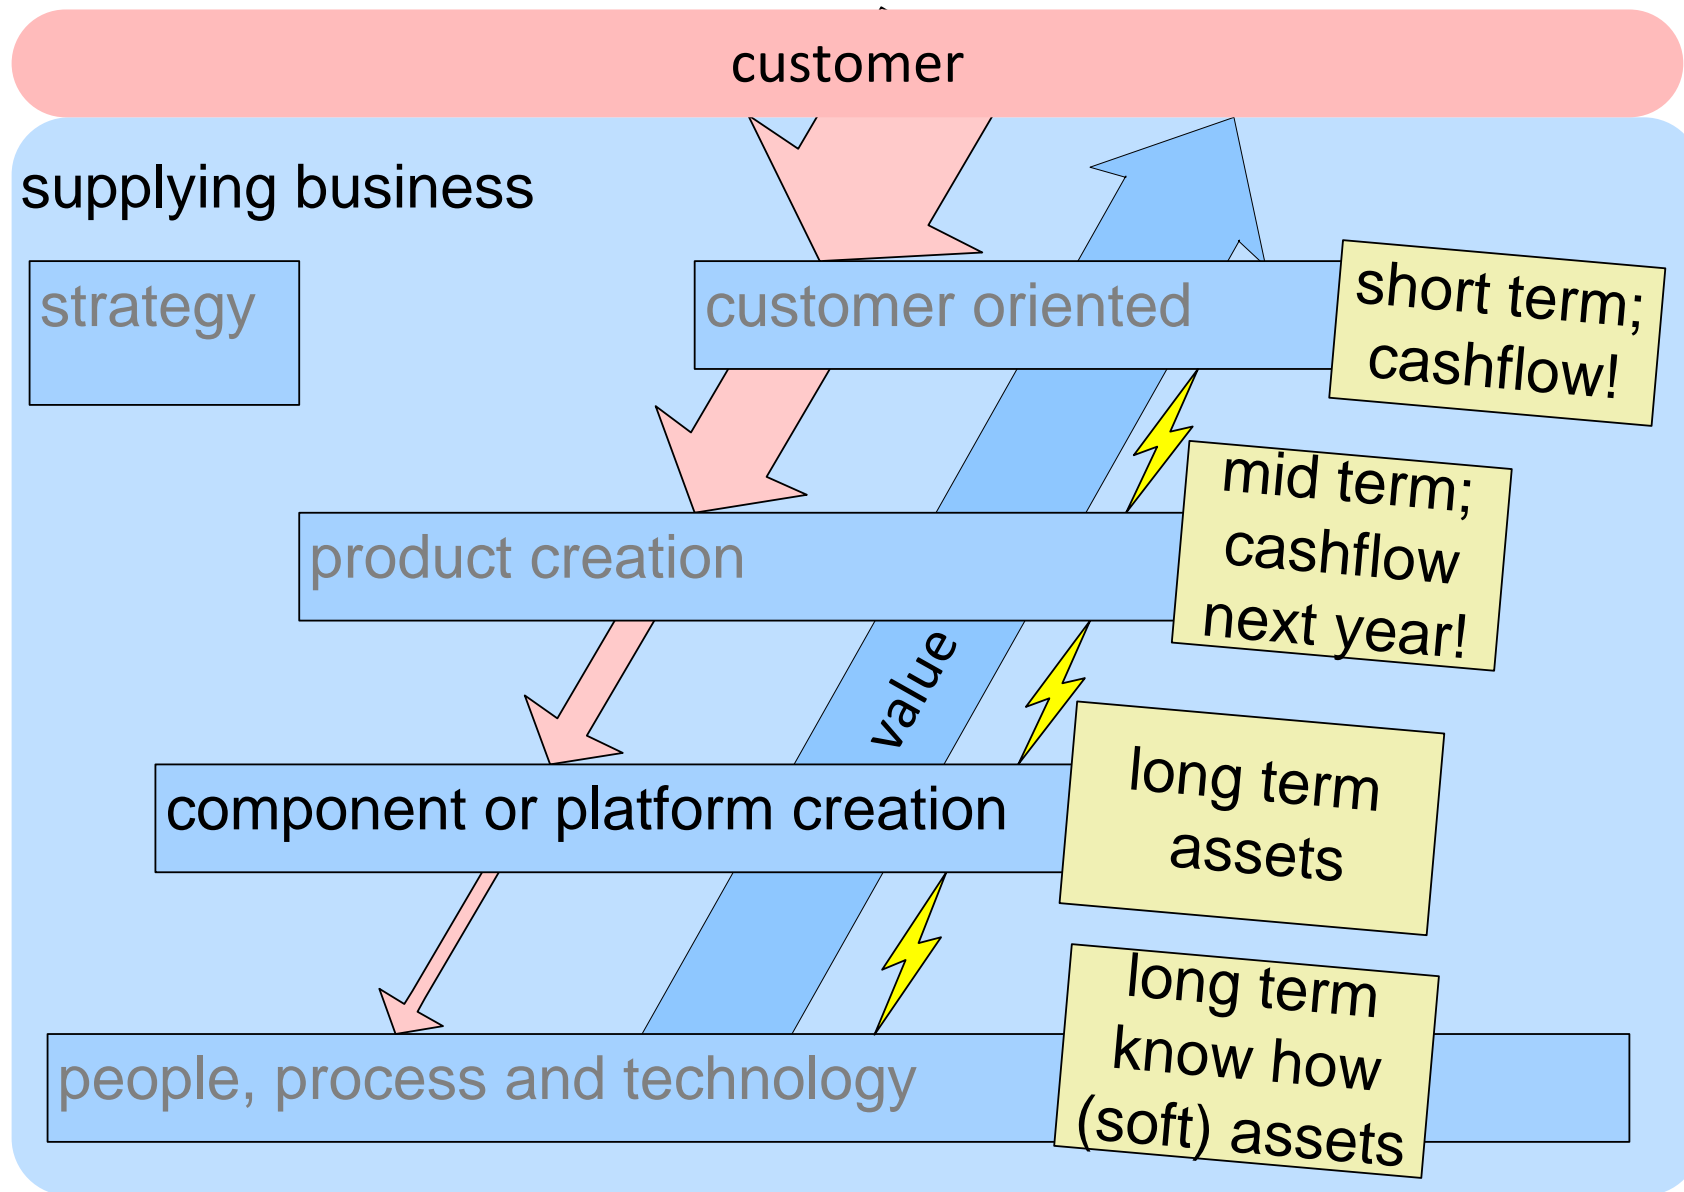 customer
supplying business
strategy
customer oriented
short term;
cashflow!
mid term;
cashflow
next year!
product creation
value
component or platform creation
long term
assets
people, process and technology
long term
know how
(soft) assets